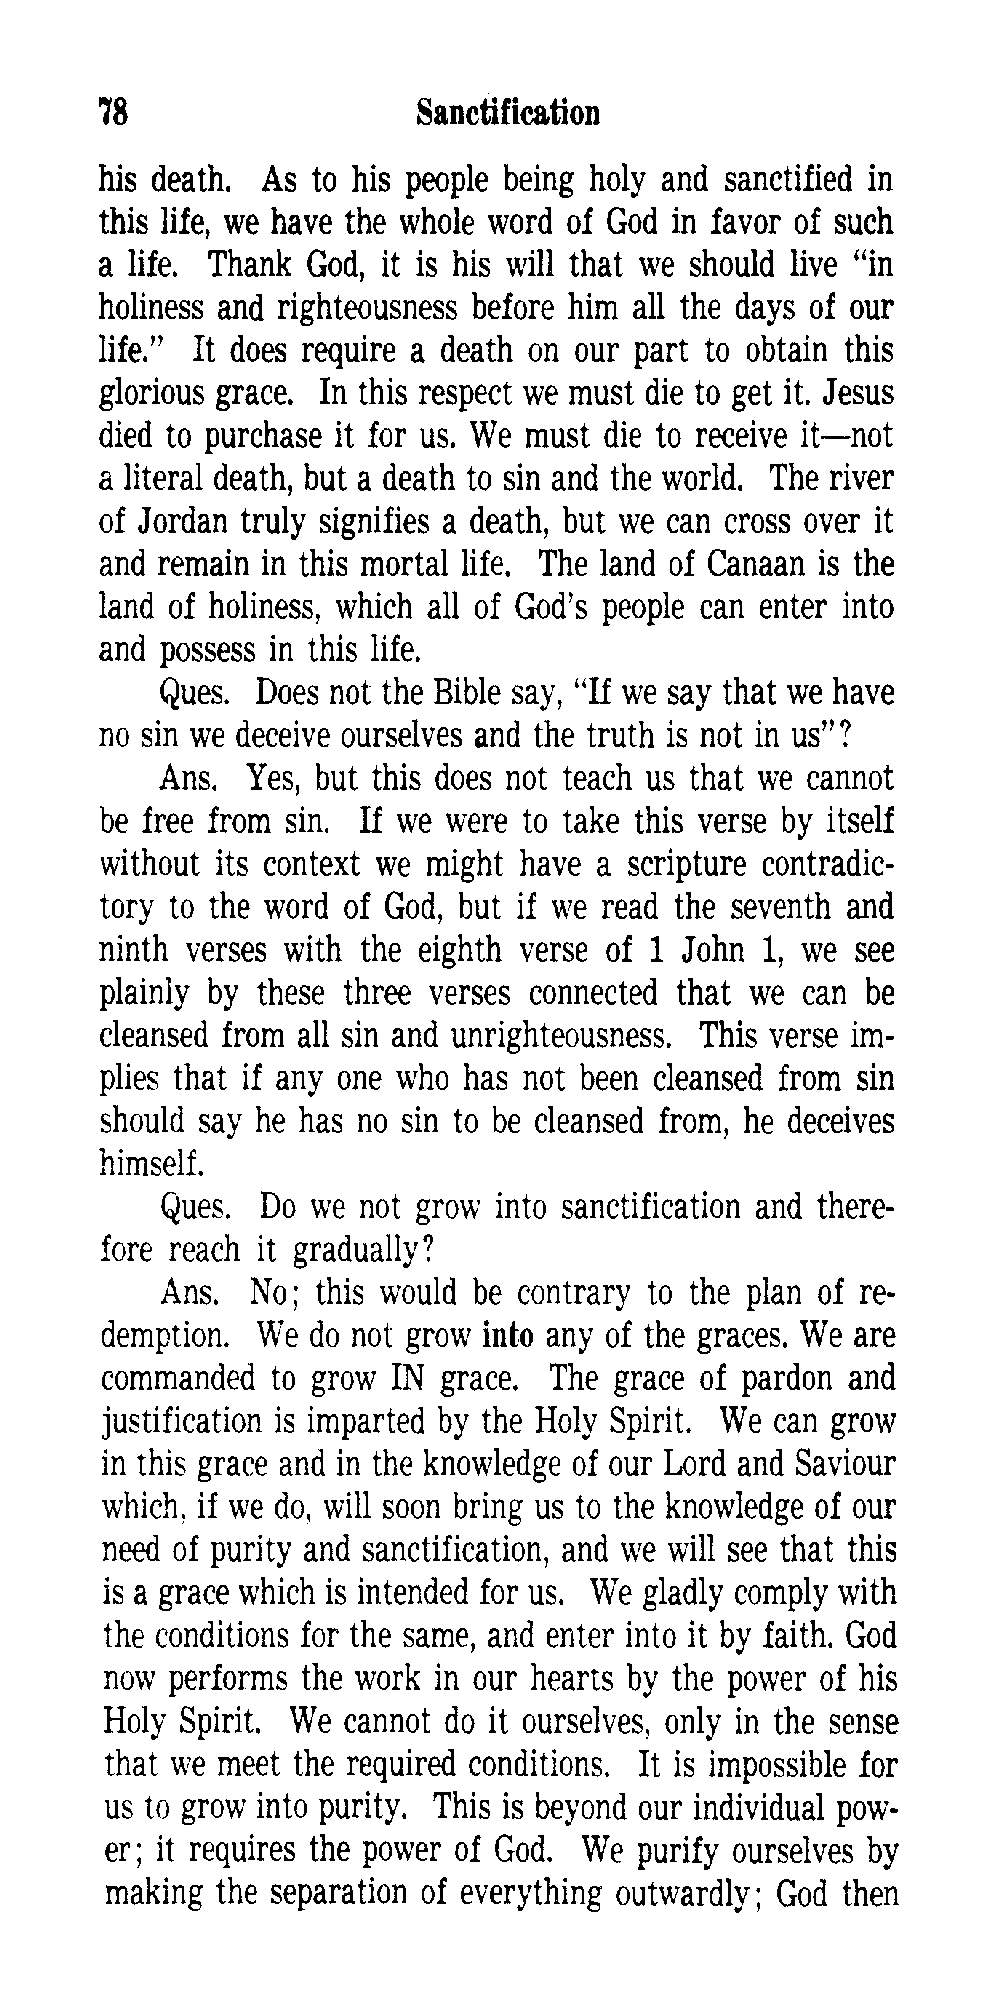 78 Sanctification
his death. As to his people being holy and sanctified in
this life, we have the whole word of God in favor of such
a life. Thank God, it is his will that we should live “in
holiness and righteousness before him all the days of our
life.” It does require a death on our part to obtain this
glorious grace. In this respect we must die to get it. Jesus
died to purchase it for us. We must die to receive it—not
a literal death, but a death to sin and the world. The river
of Jordan truly signifies a death, but we can cross over it
and remain in this mortal life. The land of Canaan is the
land of holiness, which all of God's people can enter into
and possess in this life.
Ques. Does not the Bible say, “If we say that we have
no sin we deceive ourselves and the truth is not in us”?
Ans. Yes, but this does not teach us that we cannot
be free from sin. If we were to take this verse by itself
without its context we might have a scripture contradic-
tory to the word of God, but if we read the seventh and
ninth verses with the eighth verse of 1 John 1, we see
plainly by these three verses connected that we can be
cleansed from all sin and unrighteousness. This verse im-
plies that if any one who has not been cleansed from sin
should say he has no sin to be cleansed from, he deceives
himself.
Ques. Do we not grow into sanctification and there-
fore reach it gradually?
Ans. No; this would be contrary to the plan of re-
demption. We do not grow into any of the graces. We are
commanded to grow IN grace. The grace of pardon and
justification is imparted by the Holy Spirit. We can grow
in this grace and in the knowledge of our Lord and Saviour
which, if we do, will soon bring us to the knowledge of our
need of purity and sanctification, and we will see that this
is a grace which is intended for us. We gladly comply with
the conditions for the same, and enter into it by faith. God
now performs the work in our hearts by the power of his
Holy Spirit. We cannot do it ourselves, only in the sense
that we meet the required conditions. It is impossible for
us to grow into purity. This is beyond our individual pow-
er; it requires the power of God. We purify ourselves by
making the separation of everything outwardly; God then